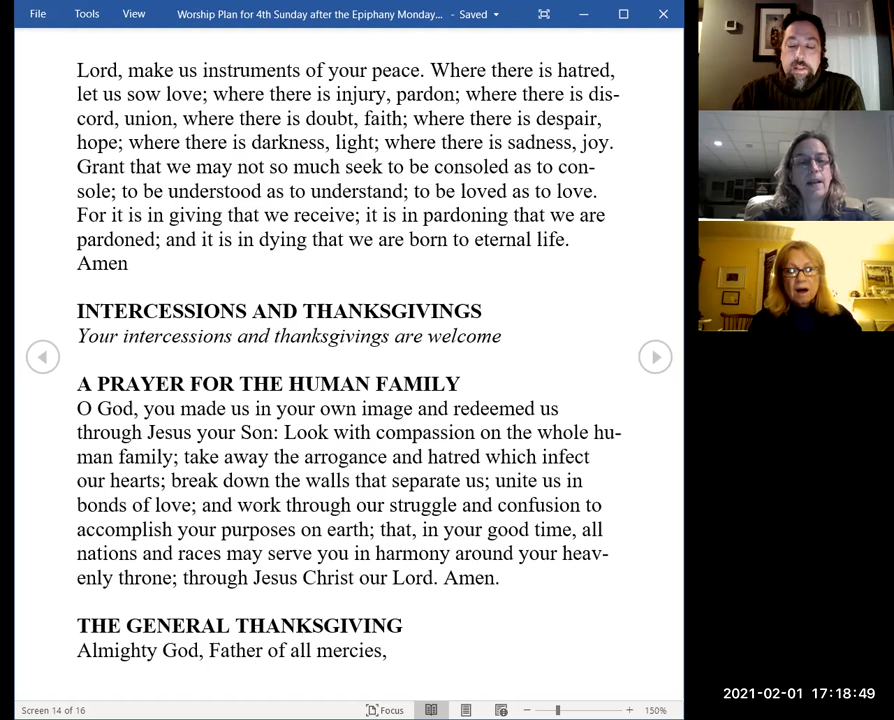 File Tools View Worship Plan for 4th Sunday after the Epiphany Monday... - Saved
Lord, make us instruments of your peace. Where there is hatred,
let us sow love; where there is injury, pardon; where there is dis-
cord, union, where there is doubt, faith; where there is despair,
hope; where there is darkness, light; where there is sadness, joy.
Grant that we may not so much seek to be consoled as to con-
sole; to be understood as to understand; to be loved as to love.
For it is in giving that we receive; it is in pardoning that we are
pardoned; and it is in dying that we are born to eternal life.
Amen
INTERCESSIONS AND THANKSGIVINGS
Your intercessions and thanksgivings are welcome
A PRAYER FOR THE HUMAN FAMILY
O God, you made us in your own image and redeemed us
through Jesus your Son: Look with compassion on the whole hu-
man family; take away the arrogance and hatred which infect
our hearts; break down the walls that separate us; unite us in
bonds of love; and work through our struggle and confusion to
accomplish your purposes on earth; that, in your good time, all
nations and races may serve you in harmony around your heav-
enly throne; through Jesus Christ our Lord. Amen.
THE GENERAL THANKSGIVING
Almighty God, Father of all mercies,
2021-02-01 17:18:49
Screen 14 of 16 Focus 150%